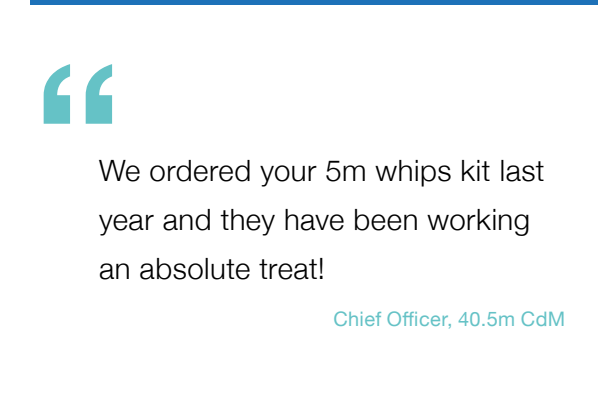 “
We ordered your 5m whips kit last
year and they have been working
an absolute treat!
Chief Officer, 40.5m CdM